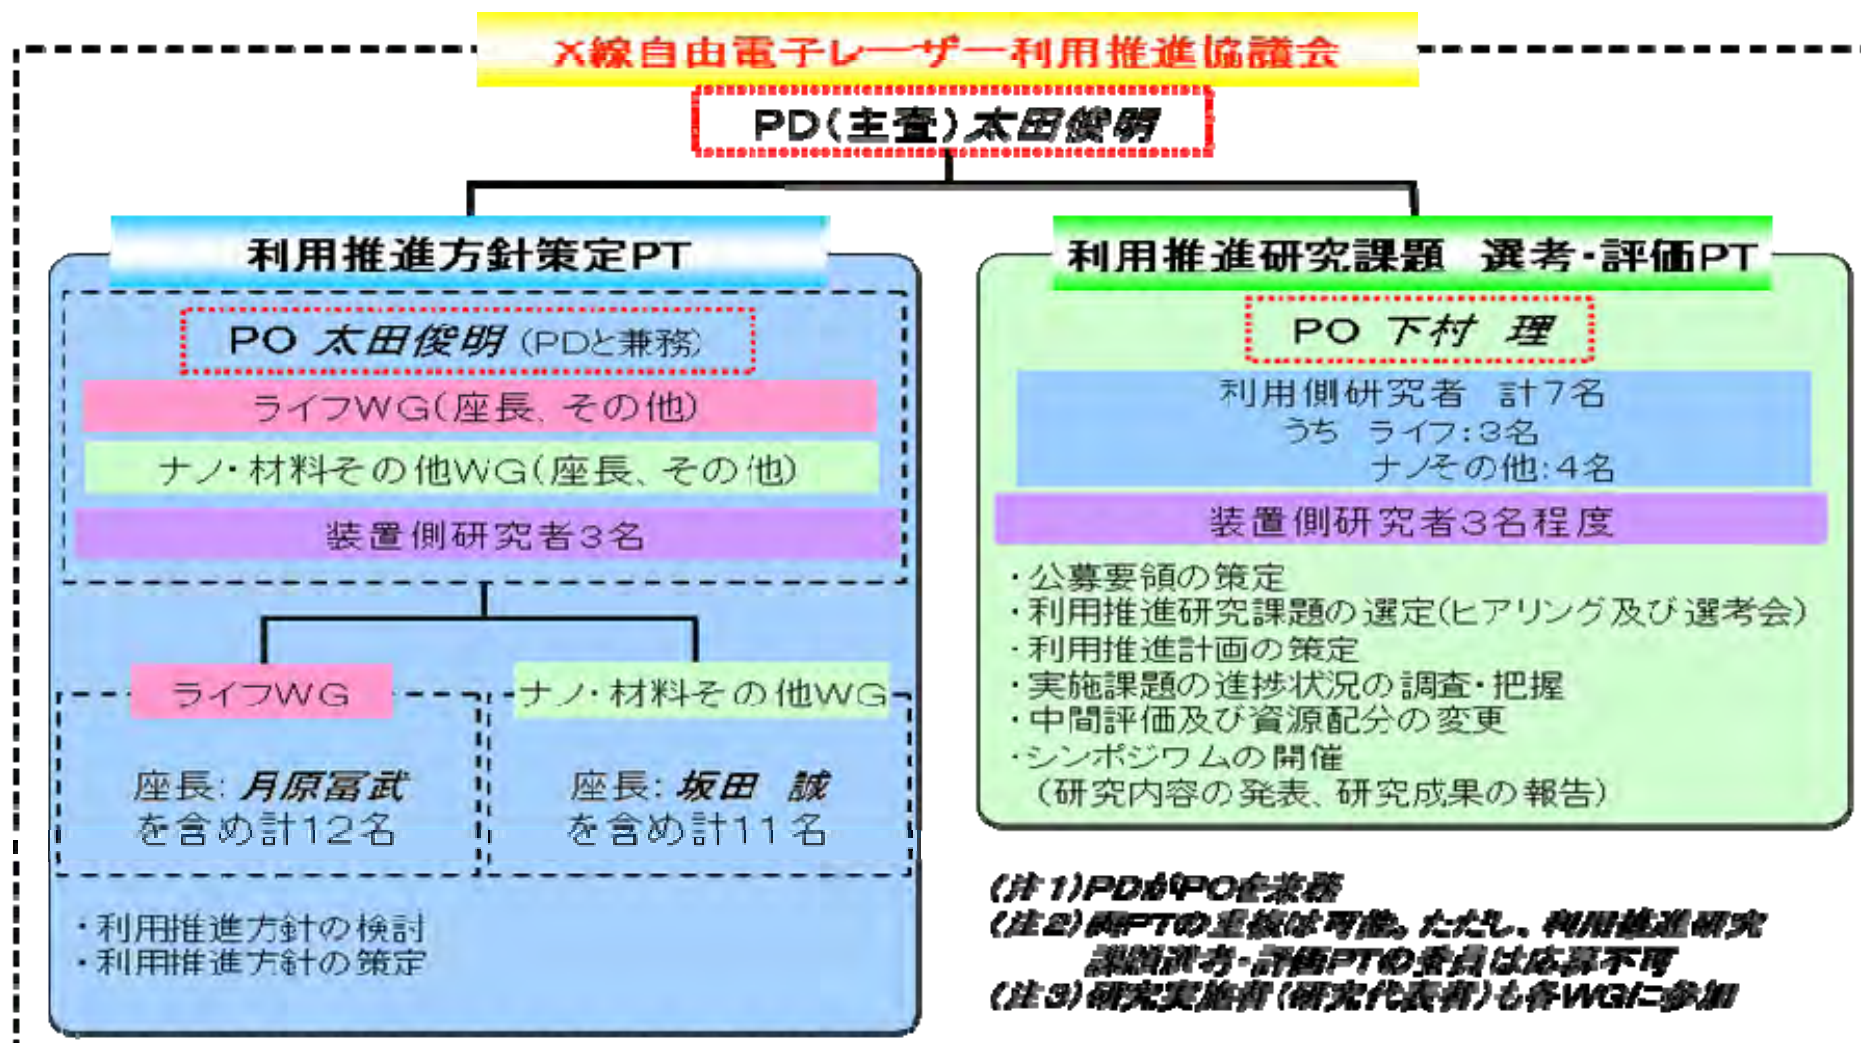 X線自由電子レーザー利用推進協議会
PD(主査)太田俊明
利用推進方針策定PT
PO 太田俊明(PDと兼務)
ライフWG(座長、その他)
ナノ・材料その他WG(座長、その他)
装置側研究者3名
ライフWG
座長:月原冨武
を含め計12名
ナノ・材料その他WG
座長:坂田 誠
を含め計11名
・利用推進方針の検討
・利用推進方針の策定
利用推進研究課題 選考・評価PT
PO 下村 理
利用側研究者 計7名
うち ライフ:3名
ナノその他:4名
装置側研究者3名程度
・公募要領の策定
・利用推進研究課題の選定(ヒアリング及び選考会)
・利用推進計画の策定
・実施課題の進捗状況の調査・把握
・中間評価及び資源配分の変更
・シンポジウムの開催
(研究内容の発表、研究成果の報告)
(注1)PDがPOを兼務
(注2)両PTの重複は可能。ただし、利用推進研究
課題選考・評価PTの委員は応募不可
(注3)研究実施者(研究代表者)も各WGに参加